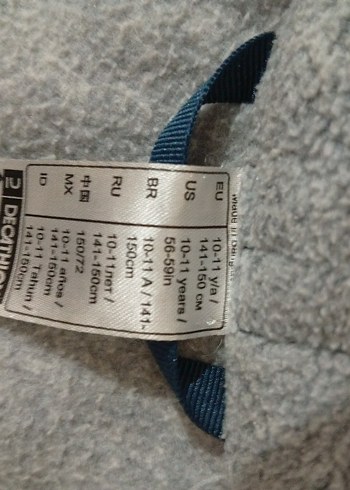 EU 10-11 y/a /
141-150 см
US 10-11 years /
56-59in
BR 10-11 A / 141-
150cm
RU 10-11лет /
141-150cm
中国 150/72
MX 10-11 años /
141-150cm
ID 10-11 Tahun /
141-150cm
DECATHLON